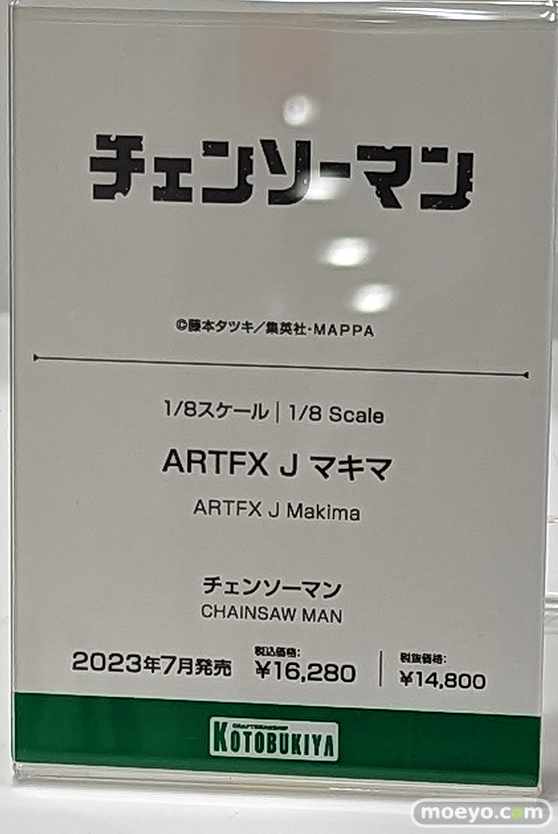 チェンソーマン
©藤本タツキ／集英社・MAPPA
1/8スケール | 1/8 Scale
ARTFX J マキマ
ARTFX J Makima
チェンソーマン
CHAINSAW MAN
2023年7月発売 税込価格: ¥16,280 | 税抜価格: ¥14,800
KOTOBUKIYA
moeyo.com